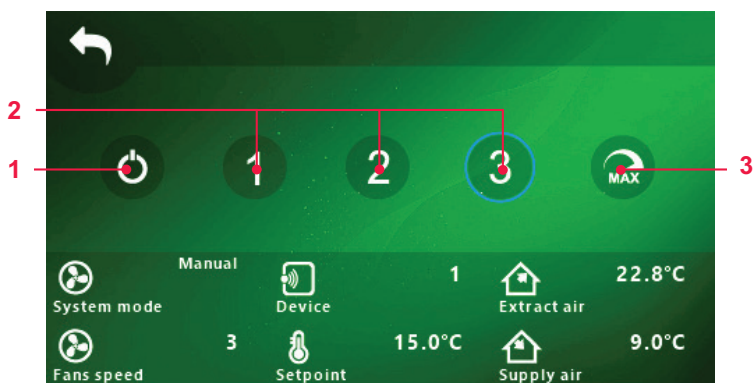 2
1 1 2 3 MAX 3
Manual 1 22.8°C
System mode Device Extract air
3 15.0°C 9.0°C
Fans speed Setpoint Supply air